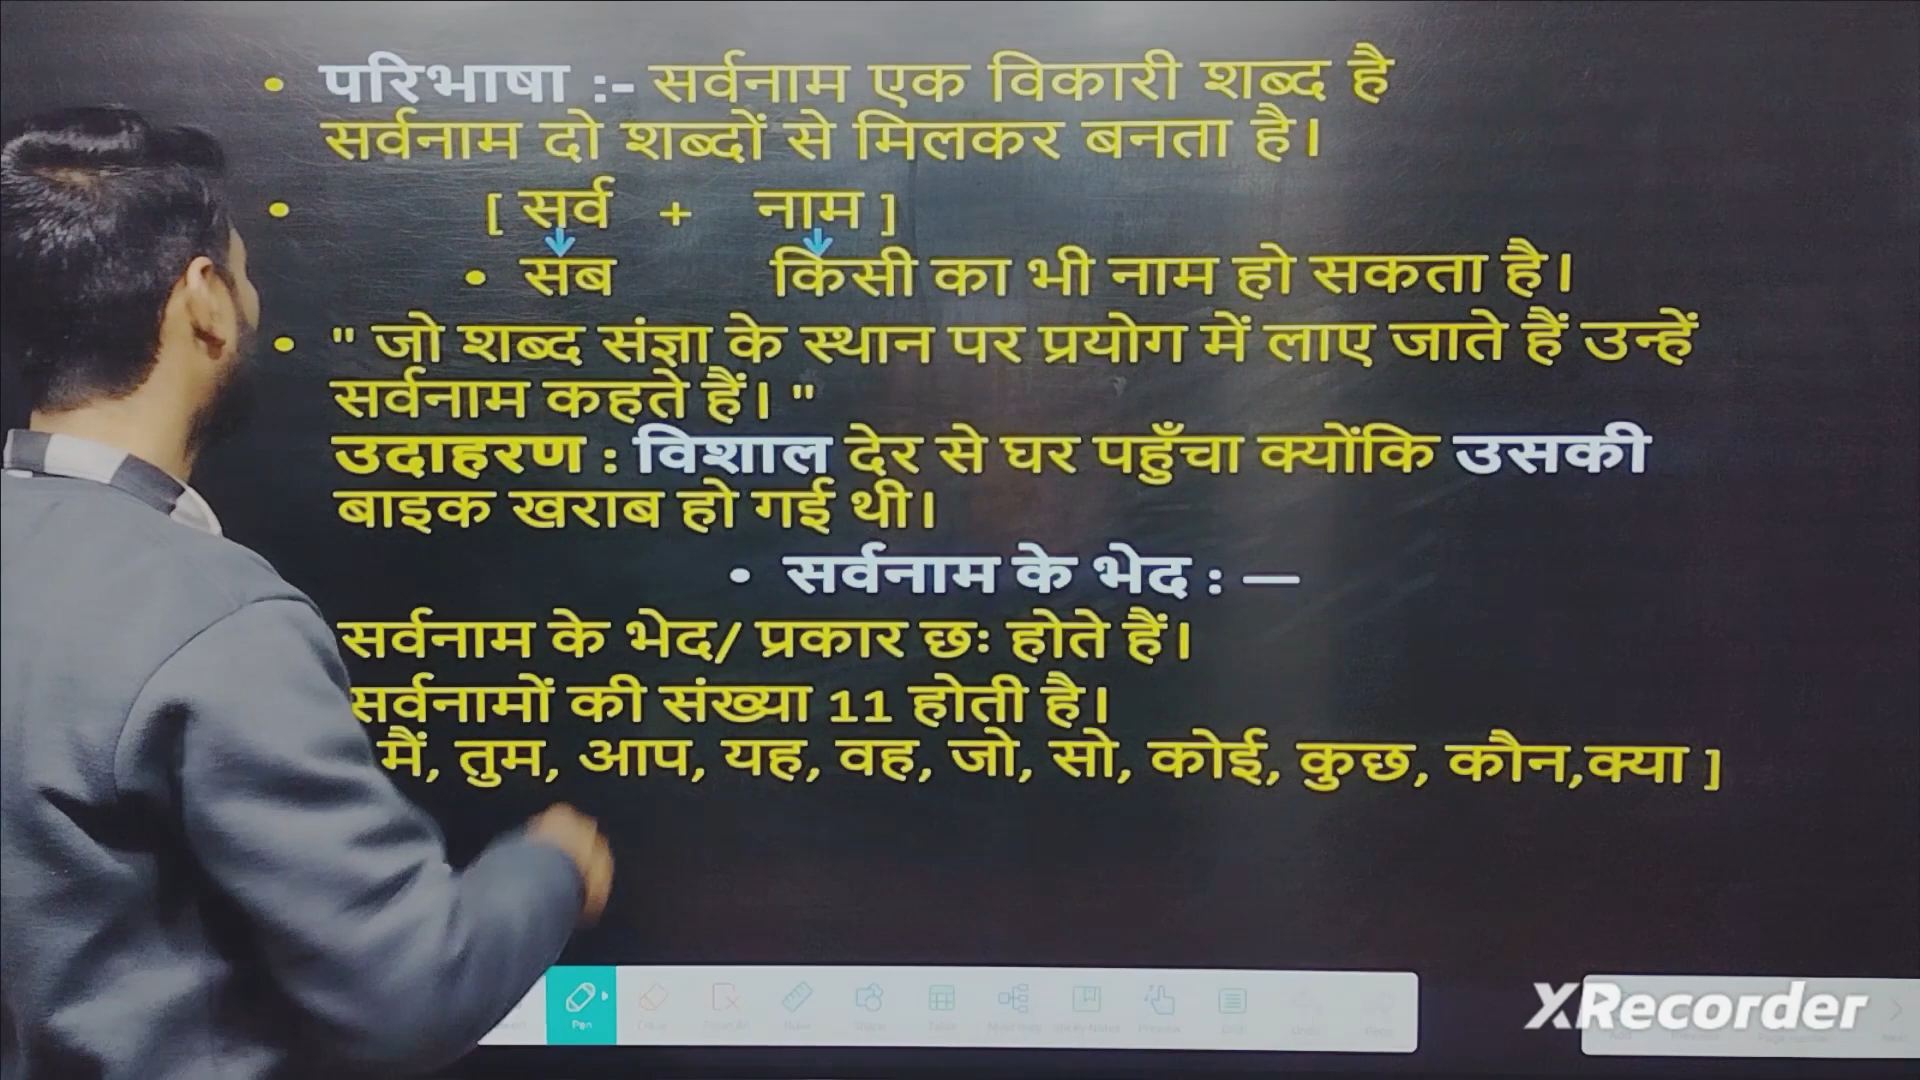 • परिभाषा :- सर्वनाम एक विकारी शब्द है
सर्वनाम दो शब्दों से मिलकर बनता है।
• [ सर्व + नाम ]
• सब किसी का भी नाम हो सकता है।
• " जो शब्द संज्ञा के स्थान पर प्रयोग में लाए जाते हैं उन्हें
सर्वनाम कहते हैं। "
उदाहरण : विशाल देर से घर पहुँचा क्योंकि उसकी
बाइक खराब हो गई थी।
• सर्वनाम के भेद : —
सर्वनाम के भेद/ प्रकार छः होते हैं।
सर्वनामों की संख्या 11 होती है।
मैं, तुम, आप, यह, वह, जो, सो, कोई, कुछ, कौन,क्या ]
Pen
XRecorder